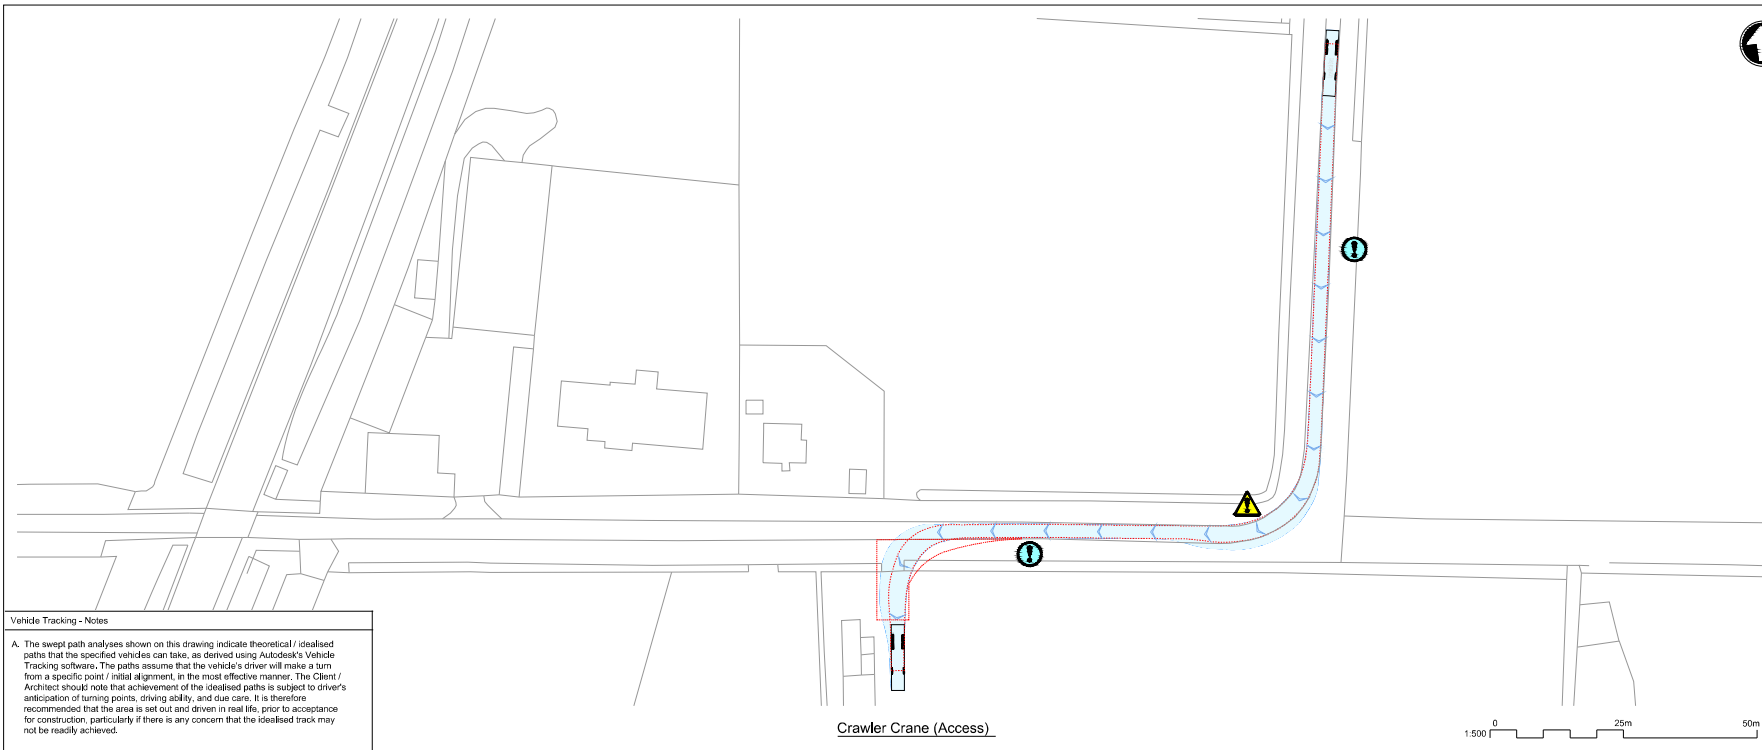 Vehicle Tracking - Notes
A. The swept path analyses shown on this drawing indicate theoretical / idealised
paths that the specified vehicles can take, as derived using Autodesk's Vehicle
Tracking software. The paths assume that the vehicle's driver will make a turn
from a specific point / initial alignment, in the most effective manner. The Client /
Architect should note that achievement of the idealised paths is subject to driver's
anticipation of turning points, driving ability, and due care. It is therefore
recommended that the area is set out and driven in real life, prior to acceptance
for construction, particularly if there is any concern that the idealised track may
not be readily achieved.
Crawler Crane (Access)
0 25m 50m
1:500